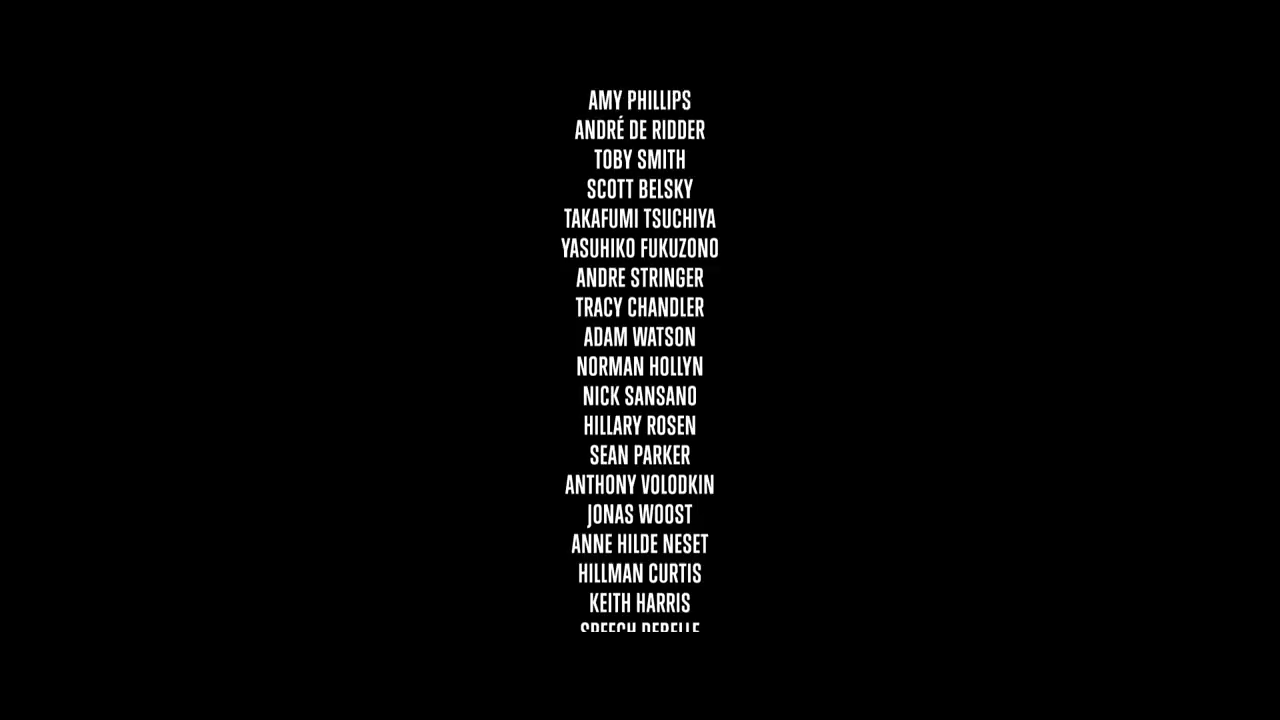 AMY PHILLIPS
ANDRÉ DE RIDDER
TOBY SMITH
SCOTT BELSKY
TAKAFUMI TSUCHIYA
YASUHIKO FUKUZONO
ANDRE STRINGER
TRACY CHANDLER
ADAM WATSON
NORMAN HOLLYN
NICK SANSANO
HILLARY ROSEN
SEAN PARKER
ANTHONY VOLODKIN
JONAS WOOST
ANNE HILDE NESET
HILLMAN CURTIS
KEITH HARRIS
SPEECH DEBELLE